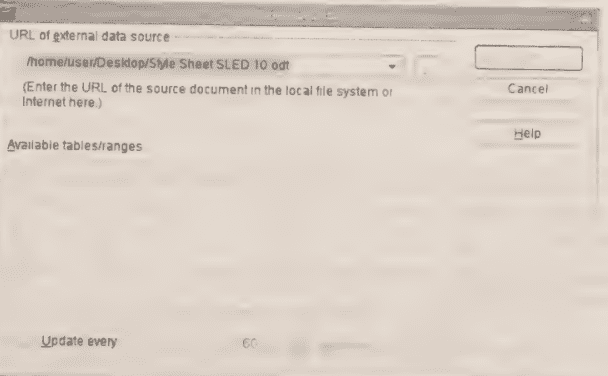 URL of external data source
/home/user/Desktop/Style Sheet SLED 10 odt
(Enter the URL of the source document in the local file system or
Internet here.)
Cancel
Help
Available tables/ranges
Update every
60